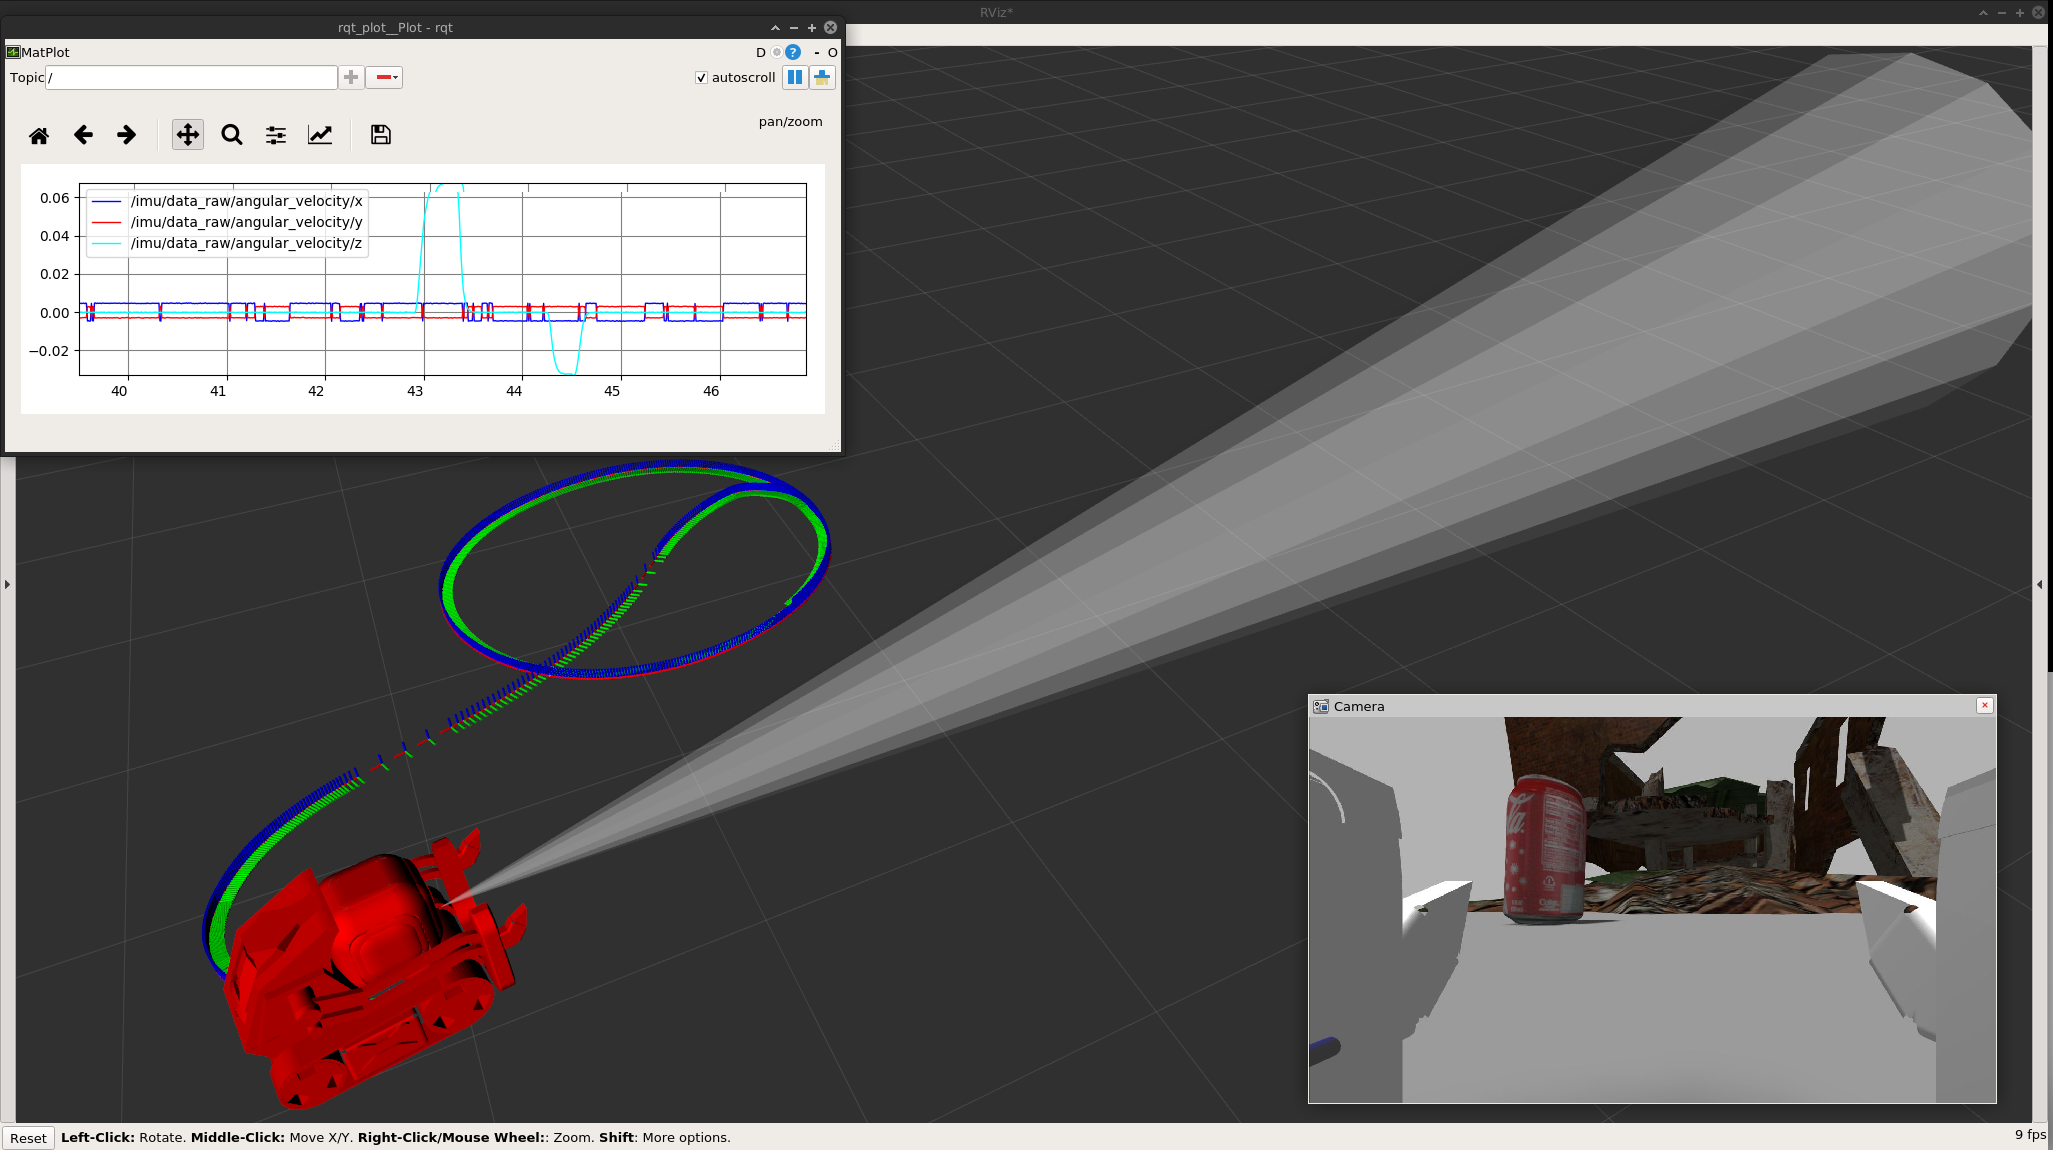 RViz*
rqt_plot__Plot - rqt
MatPlot
D
- O
Topic /
autoscroll
pan/zoom
0.06
0.04
0.02
0.00
−0.02
/imu/data_raw/angular_velocity/x
/imu/data_raw/angular_velocity/y
/imu/data_raw/angular_velocity/z
40 41 42 43 44 45 46
Camera
Reset
Left-Click: Rotate. Middle-Click: Move X/Y. Right-Click/Mouse Wheel:: Zoom. Shift: More options.
9 fps